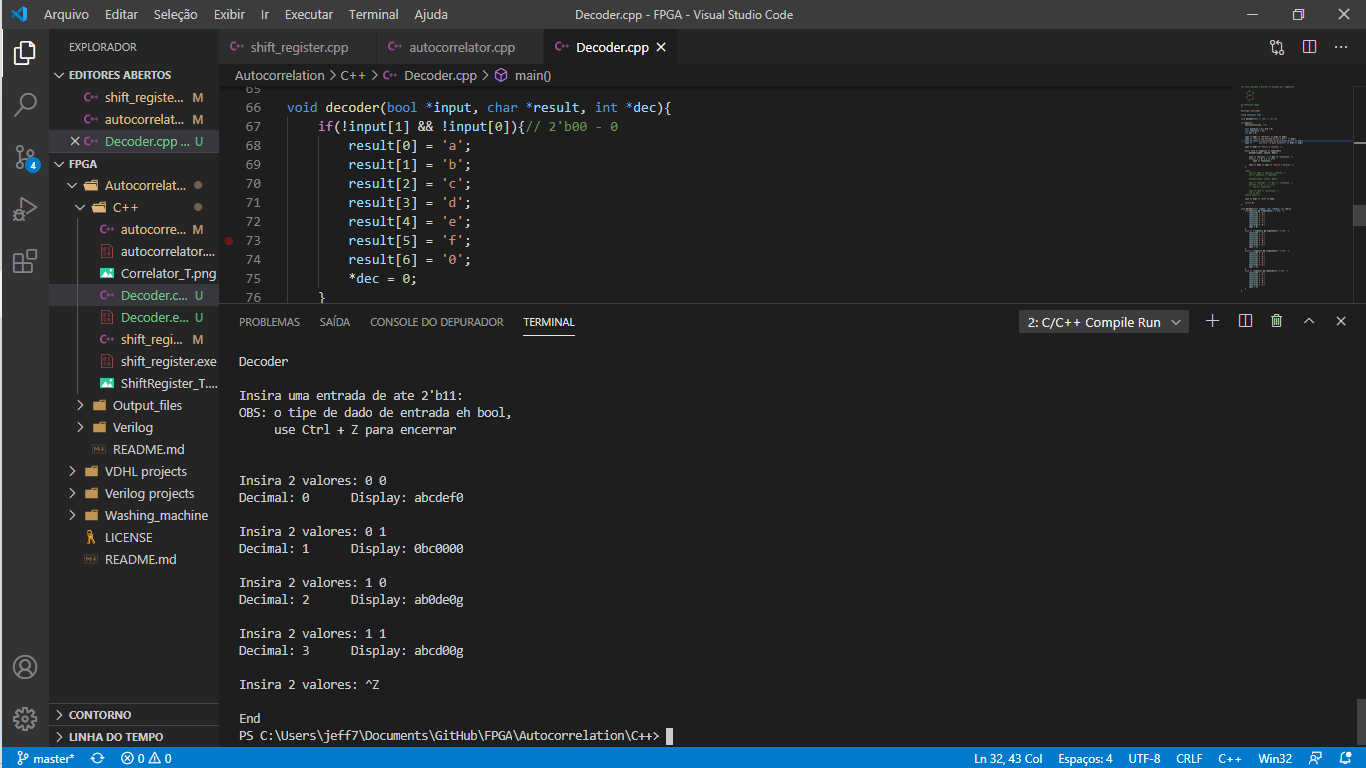 Arquivo Editar Seleção Exibir Ir Executar Terminal Ajuda
Decoder.cpp - FPGA - Visual Studio Code
EXPLORADOR
EDITORES ABERTOS
shift_registe... M
autocorrelat... M
Decoder.cpp ... U
4
FPGA
Autocorrelat...
C++
autocorre... M
autocorrelator....
Correlator_T.png
Decoder.c... U
Decoder.e... U
shift_regi... M
shift_register.exe
ShiftRegister_T....
Output_files
Verilog
README.md
VDHL projects
Verilog projects
Washing_machine
LICENSE
README.md
CONTORNO
LINHA DO TEMPO
shift_register.cpp autocorrelator.cpp Decoder.cpp
Autocorrelation > C++ > Decoder.cpp > main()
65
66 void decoder(bool *input, char *result, int *dec){
67 if(!input[1] && !input[0]){// 2'b00 - 0
68 result[0] = 'a';
69 result[1] = 'b';
70 result[2] = 'c';
71 result[3] = 'd';
72 result[4] = 'e';
73 result[5] = 'f';
74 result[6] = '0';
75 *dec = 0;
76 }
PROBLEMAS SAÍDA CONSOLE DO DEPURADOR TERMINAL
2: C/C++ Compile Run
Decoder
Insira uma entrada de ate 2'b11:
OBS: o tipe de dado de entrada eh bool,
use Ctrl + Z para encerrar
Insira 2 valores: 0 0
Decimal: 0 Display: abcdef0
Insira 2 valores: 0 1
Decimal: 1 Display: 0bc0000
Insira 2 valores: 1 0
Decimal: 2 Display: ab0de0g
Insira 2 valores: 1 1
Decimal: 3 Display: abcd00g
Insira 2 valores: ^Z
End
PS C:\Users\jeff7\Documents\GitHub\FPGA\Autocorrelation\C++>
master* 0 0
Ln 32, 43 Col Espaços: 4 UTF-8 CRLF C++ Win32